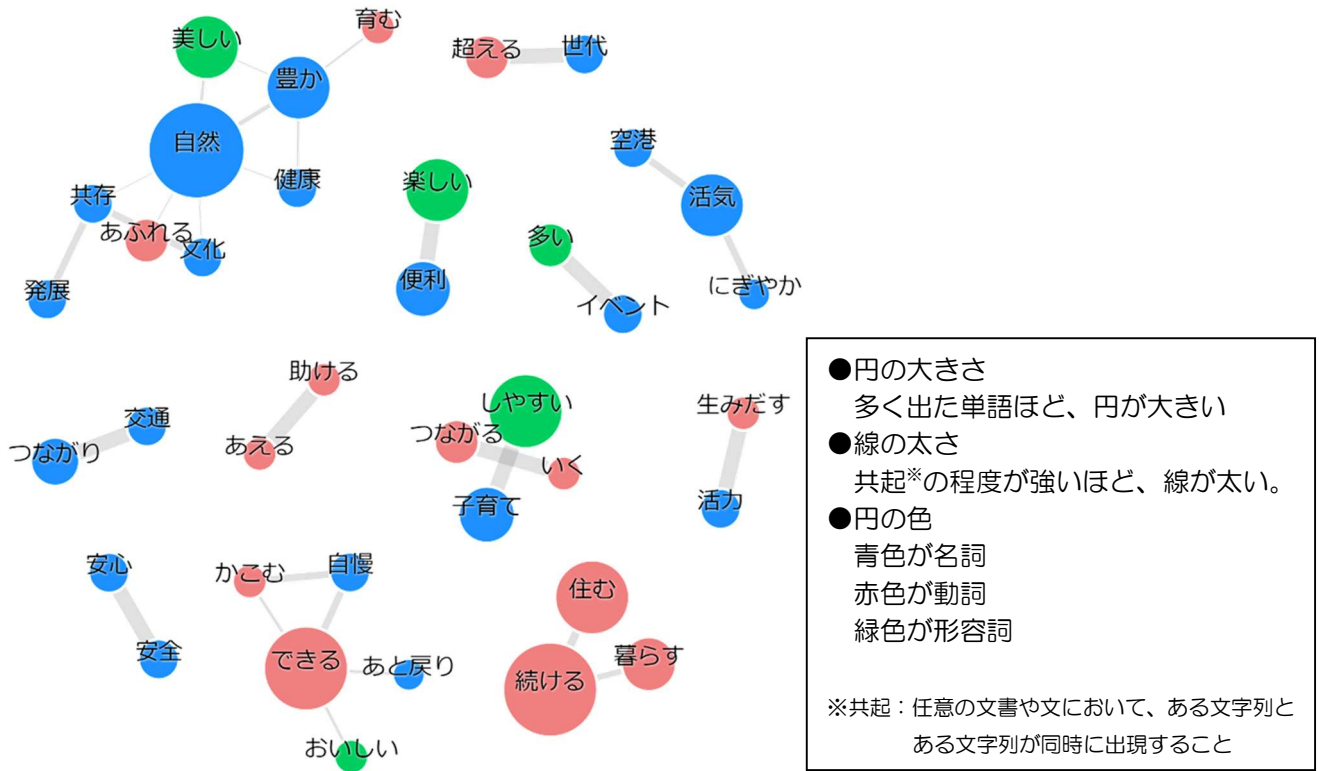 育む
美しい
超える
世代
豊か
自然
空港
健康
楽しい
共存
活気
あふれる
多い
文化
便利
にぎやか
発展
イベント
助ける
しやすい
生みだす
交通
つながる
つながり
あえる
いく
子育て
活力
安心
かこむ
自慢
住む
安全
できる
あと戻り
暮らす
続ける
おいしい
●円の大きさ
多く出た単語ほど、円が大きい
●線の太さ
共起※の程度が強いほど、線が太い。
●円の色
青色が名詞
赤色が動詞
緑色が形容詞
※共起：任意の文書や文において、ある文字列と
ある文字列が同時に出現すること